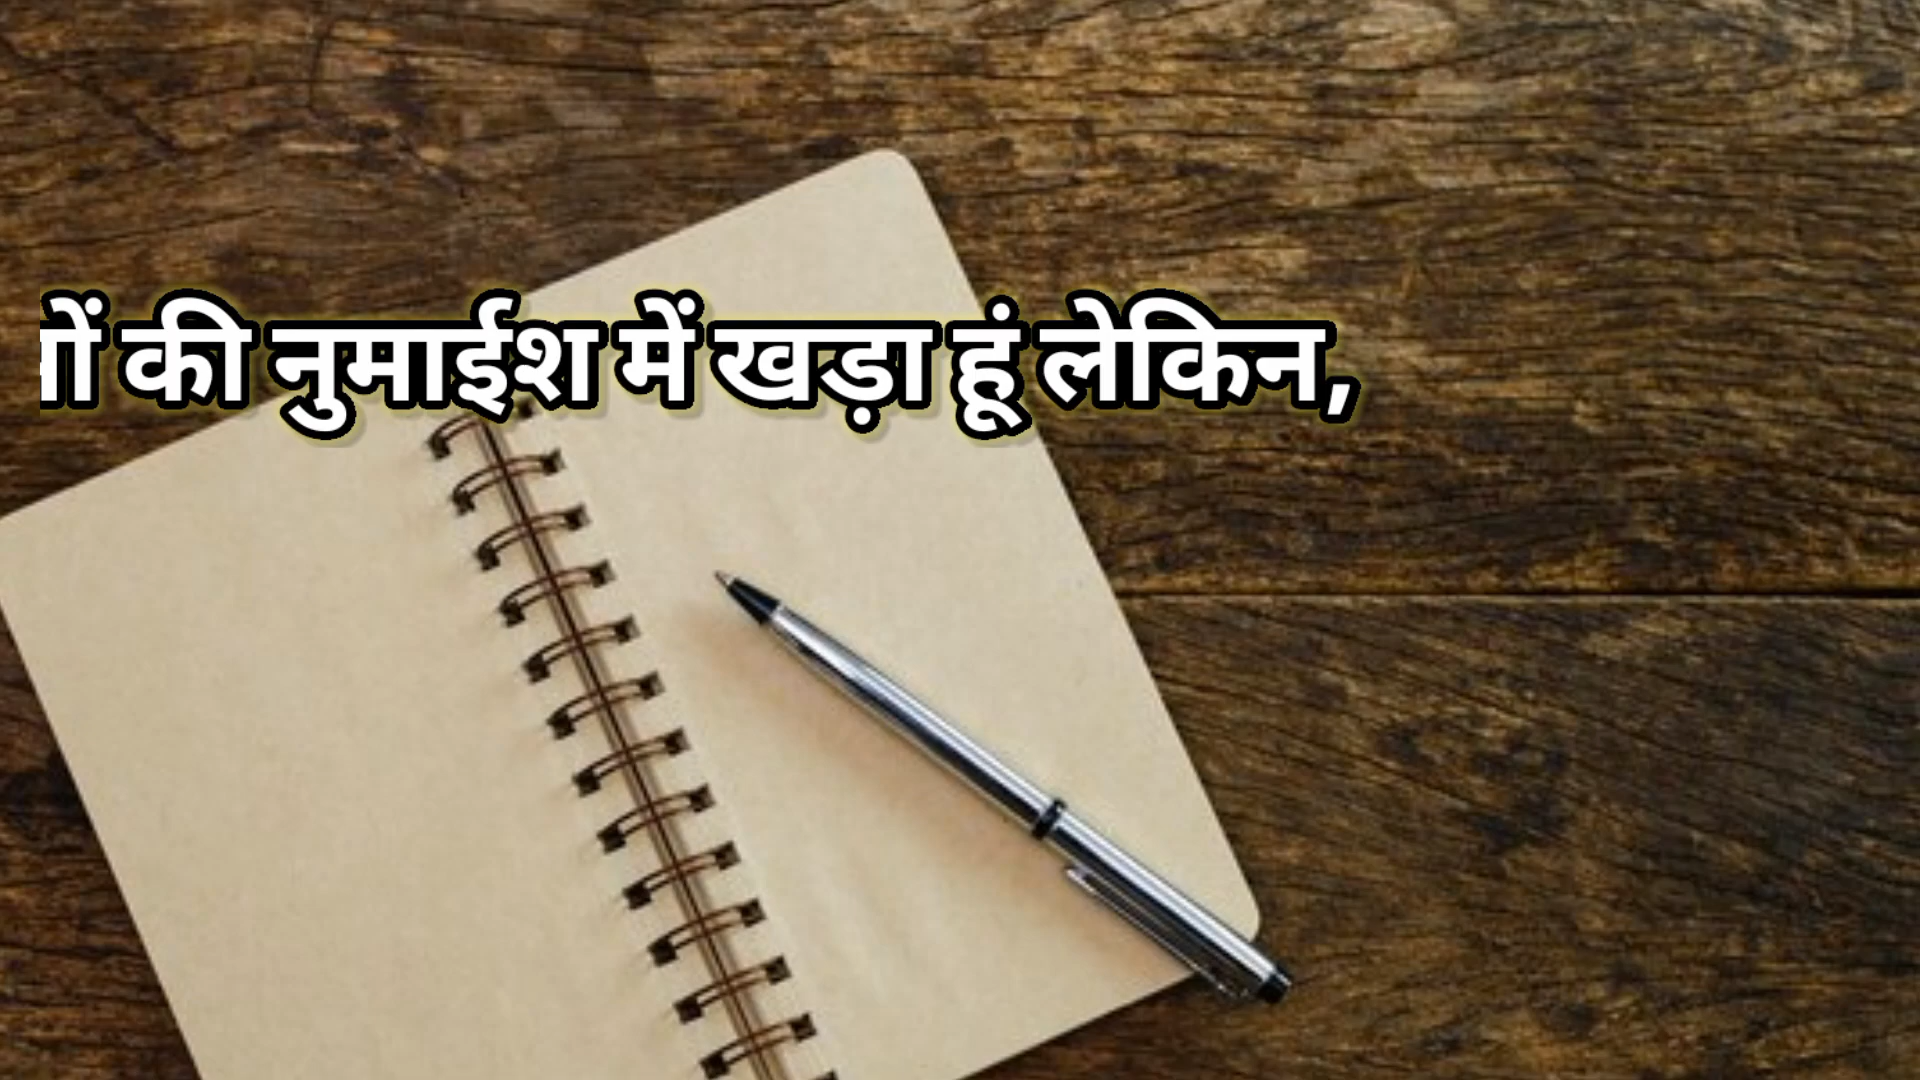 की नुमाईश में खड़ा हूं लेकिन,